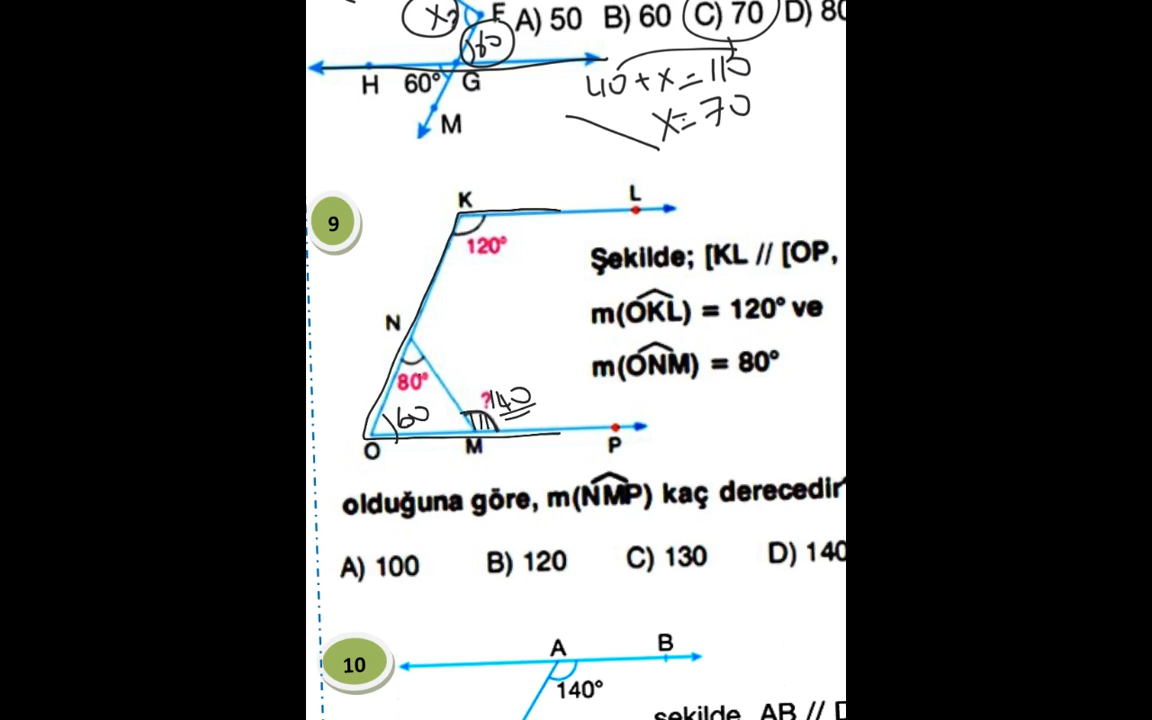 X? F A) 50 B) 60 C) 70 D) 80
60
H 60° G 40 + x = 110
M x = 70
9
K L
120°
Şekilde; [KL // [OP,
m(OKL) = 120° ve
N
m(ONM) = 80°
80°
60 ? 140
O M P
olduğuna göre, m(NMP) kaç derecedir
A) 100 B) 120 C) 130 D) 140
10
A B
140°
şekilde AB //